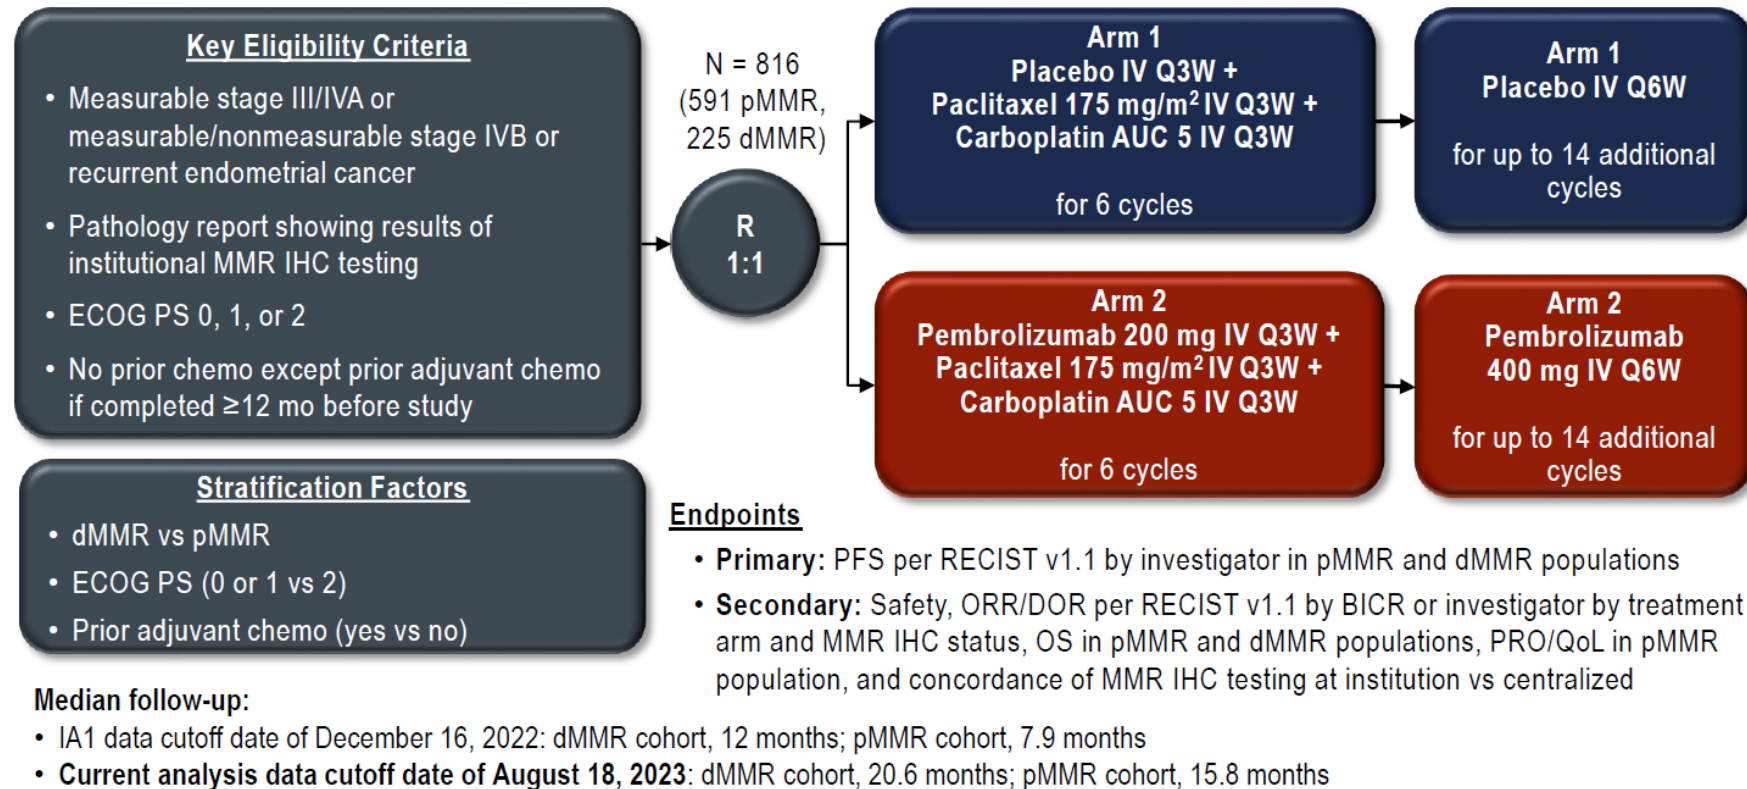 Key Eligibility Criteria
• Measurable stage III/IVA or
measurable/nonmeasurable stage IVB or
recurrent endometrial cancer
• Pathology report showing results of
institutional MMR IHC testing
• ECOG PS 0, 1, or 2
• No prior chemo except prior adjuvant chemo
if completed ≥12 mo before study
Stratification Factors
• dMMR vs pMMR
• ECOG PS (0 or 1 vs 2)
• Prior adjuvant chemo (yes vs no)
N = 816
(591 pMMR,
225 dMMR)
R
1:1
Arm 1
Placebo IV Q3W +
Paclitaxel 175 mg/m² IV Q3W +
Carboplatin AUC 5 IV Q3W
for 6 cycles
Arm 1
Placebo IV Q6W
for up to 14 additional
cycles
Arm 2
Pembrolizumab 200 mg IV Q3W +
Paclitaxel 175 mg/m² IV Q3W +
Carboplatin AUC 5 IV Q3W
for 6 cycles
Arm 2
Pembrolizumab
400 mg IV Q6W
for up to 14 additional
cycles
Endpoints
• Primary: PFS per RECIST v1.1 by investigator in pMMR and dMMR populations
• Secondary: Safety, ORR/DOR per RECIST v1.1 by BICR or investigator by treatment
arm and MMR IHC status, OS in pMMR and dMMR populations, PRO/QoL in pMMR
population, and concordance of MMR IHC testing at institution vs centralized
Median follow-up:
• IA1 data cutoff date of December 16, 2022: dMMR cohort, 12 months; pMMR cohort, 7.9 months
• Current analysis data cutoff date of August 18, 2023: dMMR cohort, 20.6 months; pMMR cohort, 15.8 months